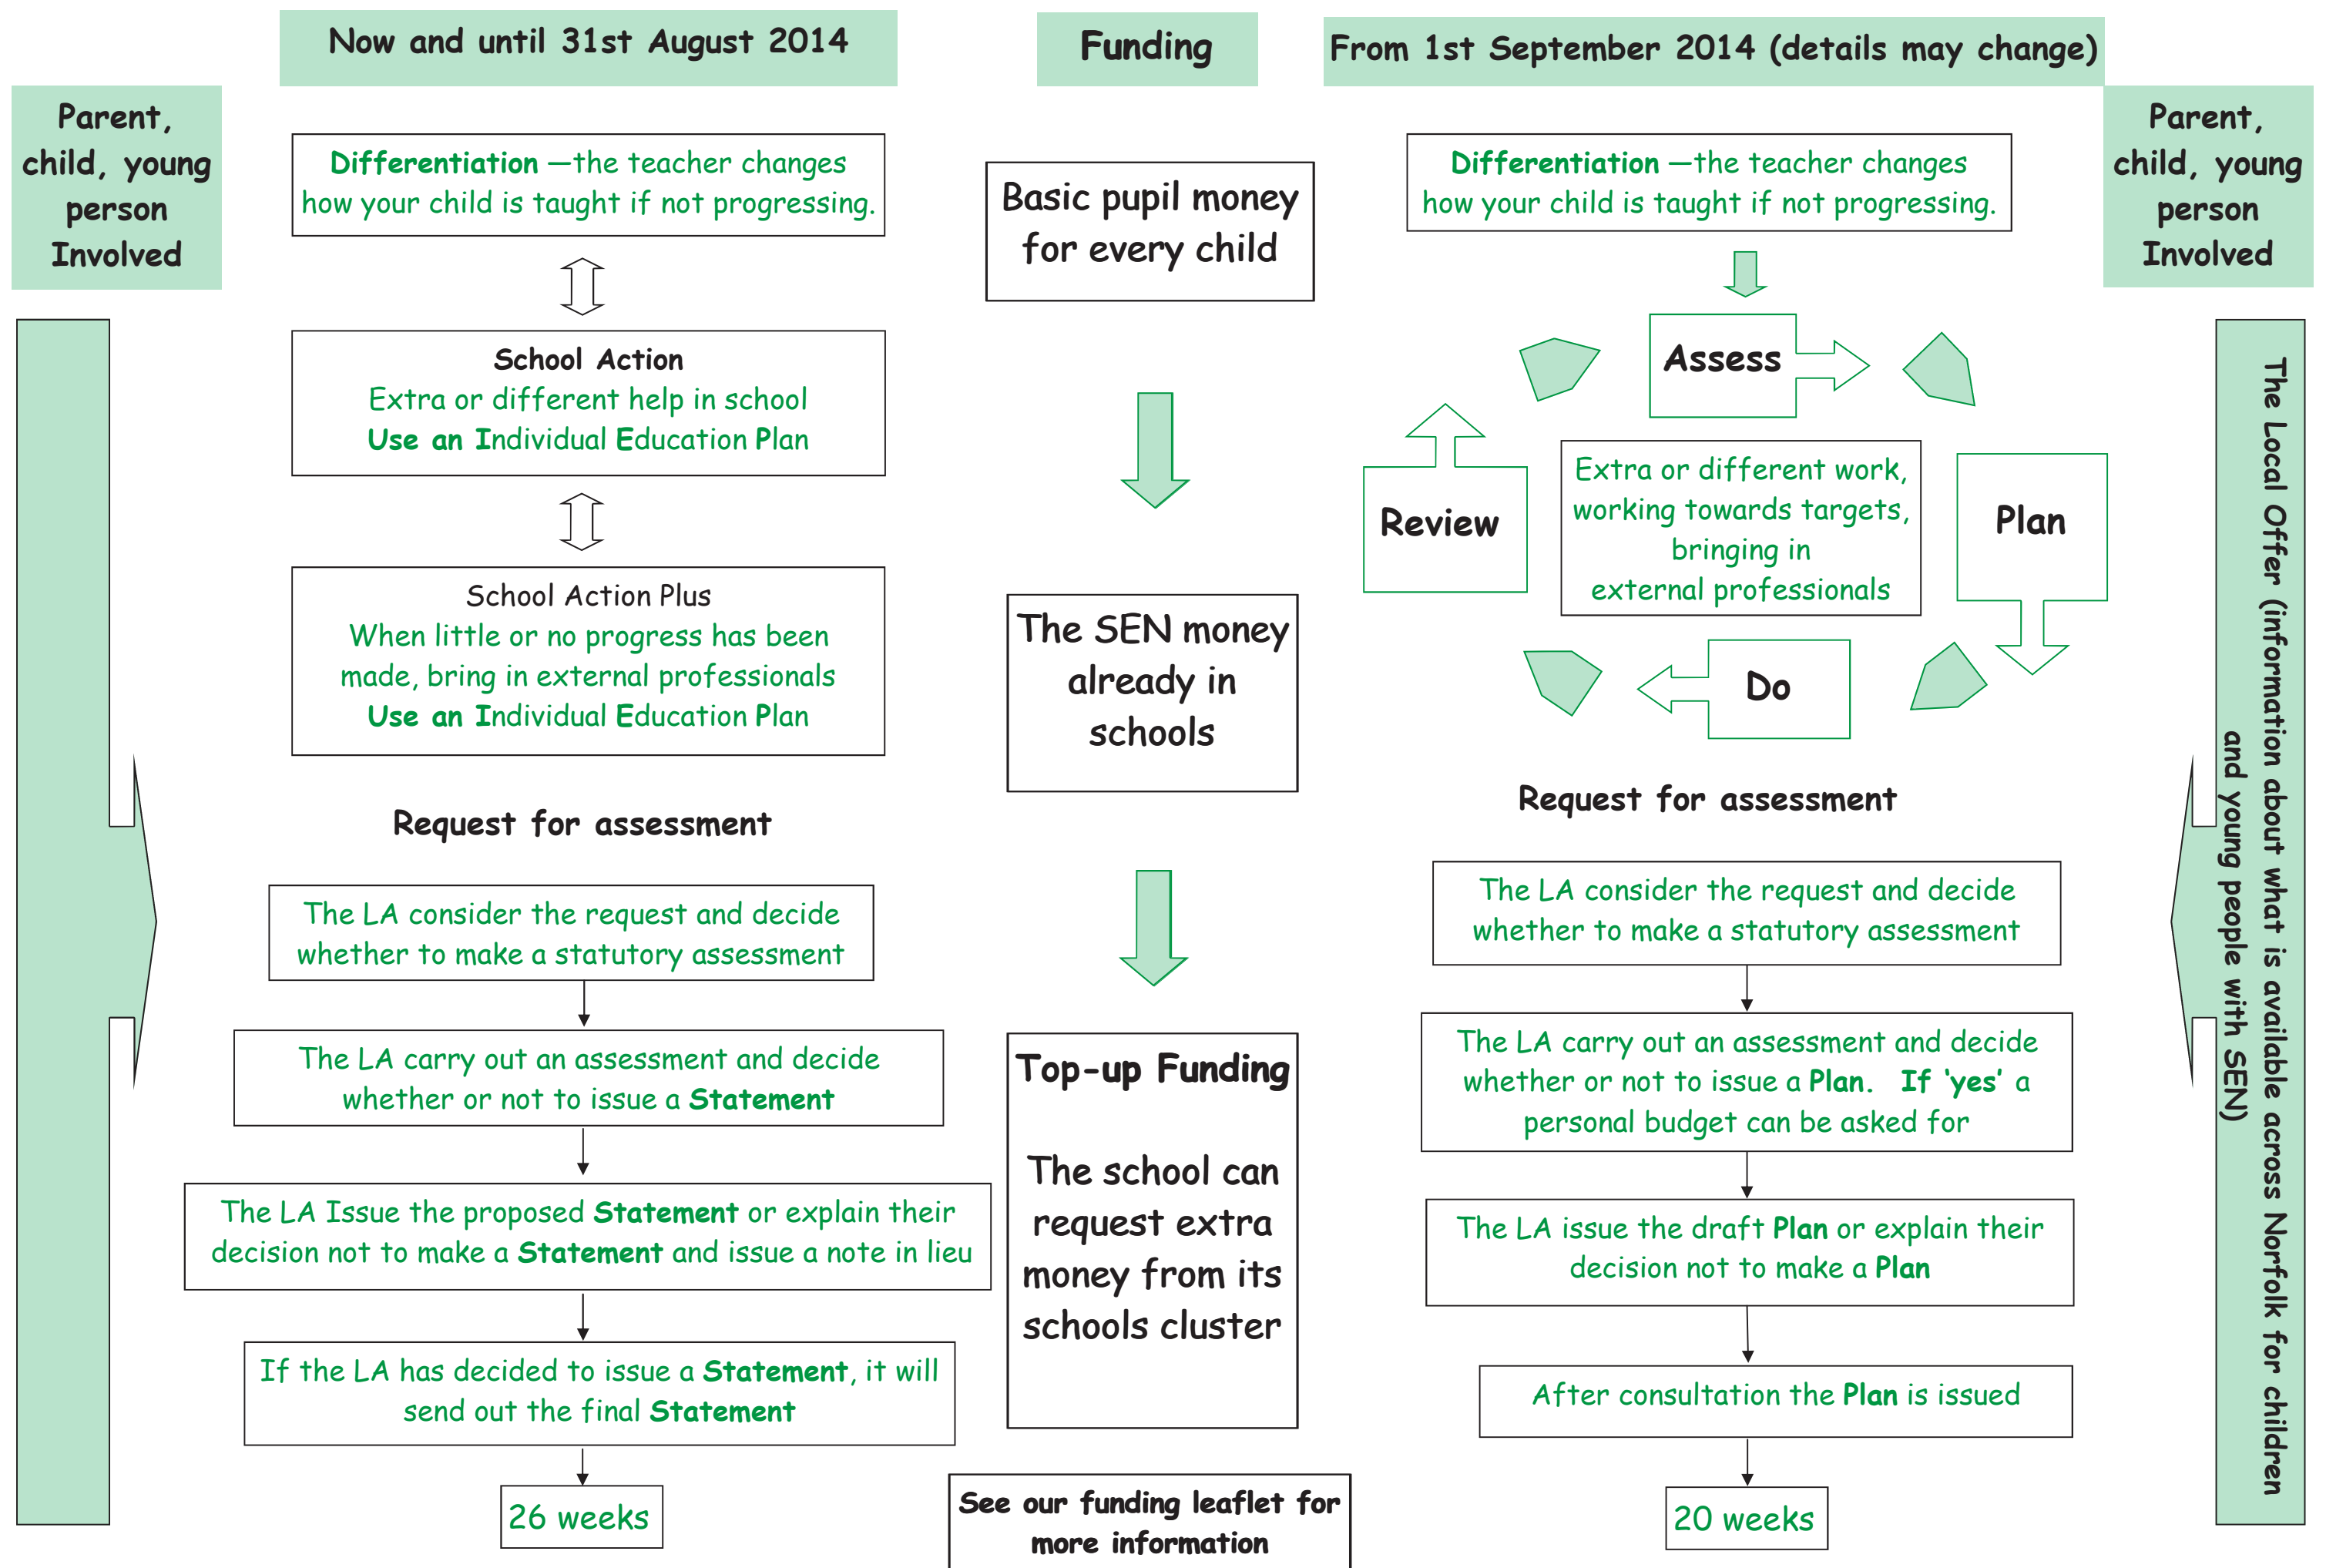 Now and until 31st August 2014
Funding
From 1st September 2014 (details may change)
Parent,
child, young
person
Involved
Differentiation —the teacher changes
how your child is taught if not progressing.
School Action
Extra or different help in school
Use an Individual Education Plan
School Action Plus
When little or no progress has been
made, bring in external professionals
Use an Individual Education Plan
Request for assessment
The LA consider the request and decide
whether to make a statutory assessment
The LA carry out an assessment and decide
whether or not to issue a Statement
The LA Issue the proposed Statement or explain their
decision not to make a Statement and issue a note in lieu
If the LA has decided to issue a Statement, it will
send out the final Statement
26 weeks
Basic pupil money
for every child
The SEN money
already in
schools
Top-up Funding
The school can
request extra
money from its
schools cluster
See our funding leaflet for
more information
Differentiation —the teacher changes
how your child is taught if not progressing.
Assess
Review
Extra or different work,
working towards targets,
bringing in
external professionals
Plan
Do
Request for assessment
The LA consider the request and decide
whether to make a statutory assessment
The LA carry out an assessment and decide
whether or not to issue a Plan. If ‘yes’ a
personal budget can be asked for
The LA issue the draft Plan or explain their
decision not to make a Plan
After consultation the Plan is issued
20 weeks
Parent,
child, young
person
Involved
The Local Offer (information about what is available across Norfolk for children
and young people with SEN)